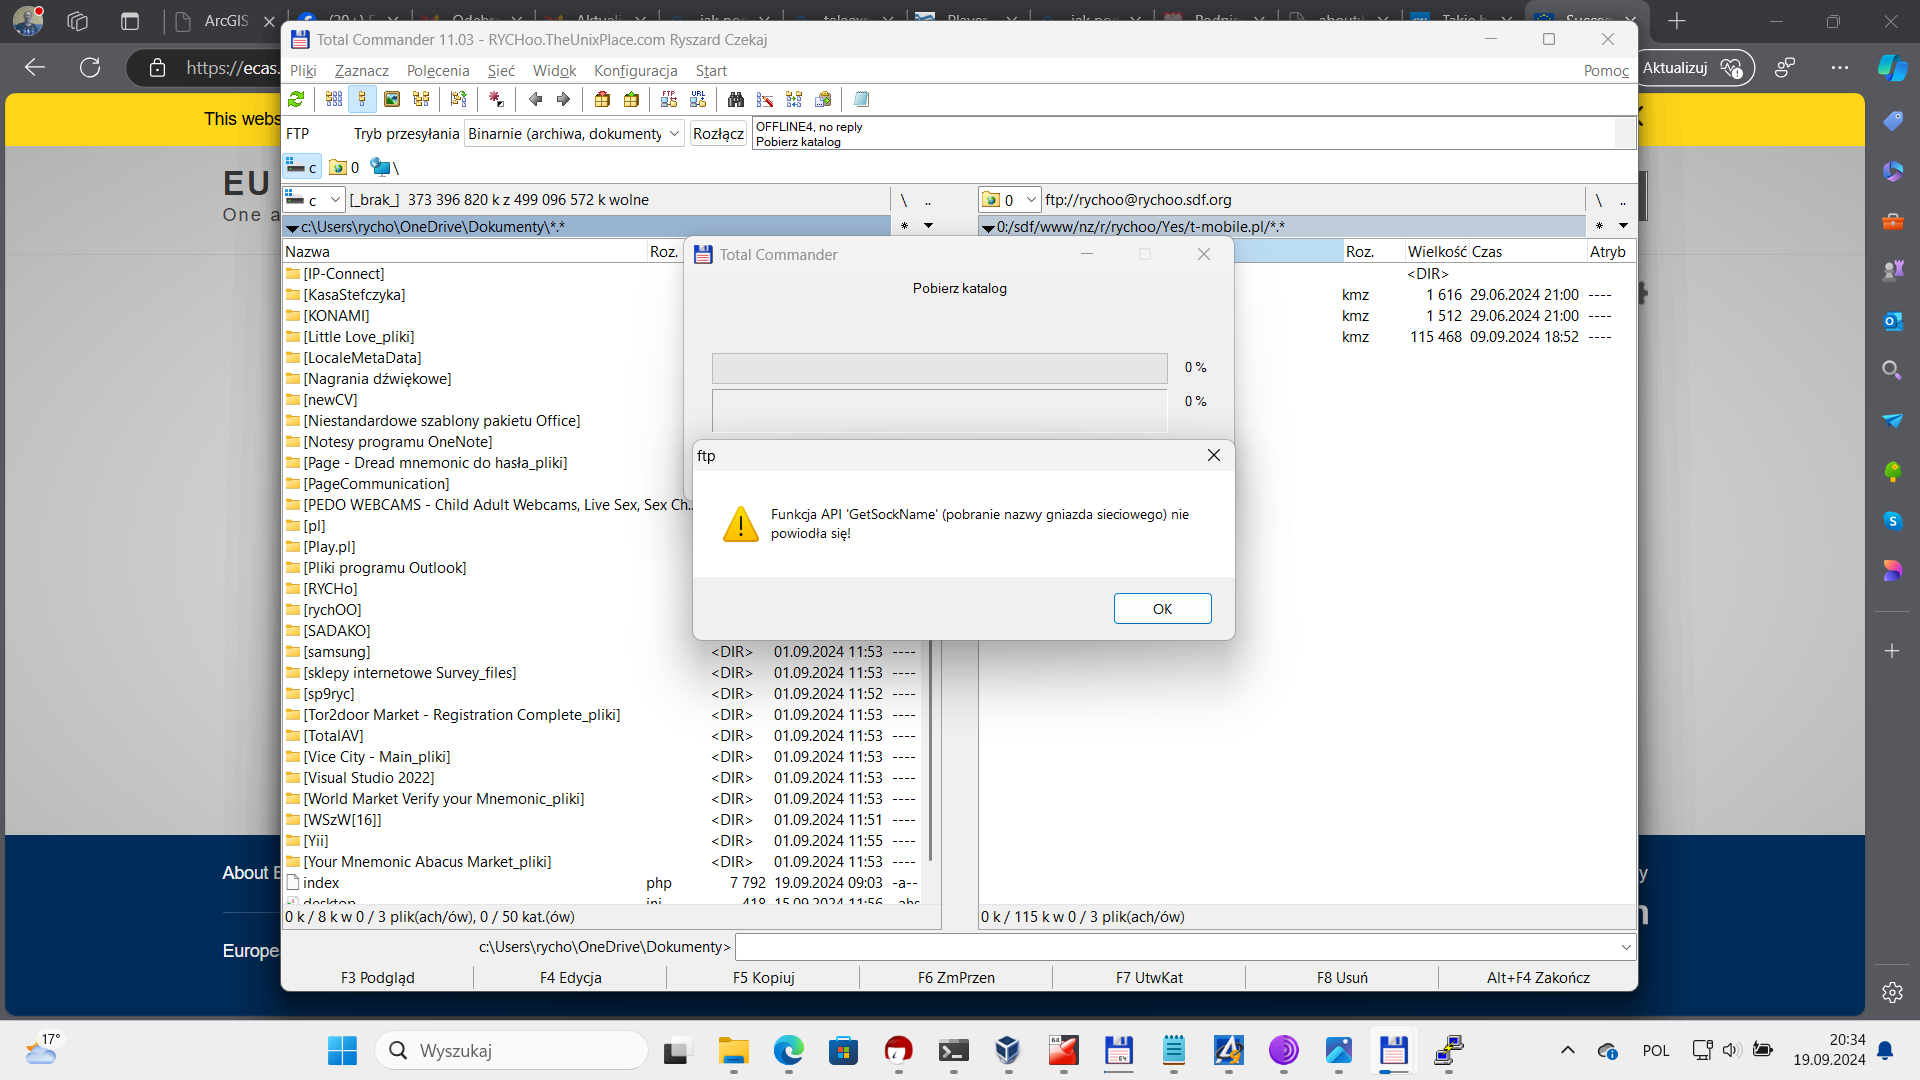 ArcGIS
https://ecas.
Aktualizuj
This webs
EU
One a
About E
Europe
Total Commander 11.03 - RYCHoo.TheUnixPlace.com Ryszard Czekaj
Pliki Zaznacz Polecenia Sieć Widok Konfiguracja Start Pomoc
FTP Tryb przesyłania Binarnie (archiwa, dokumenty Rozłącz
OFFLINE4, no reply
Pobierz katalog
c 0 \
c [_brak_] 373 396 820 k z 499 096 572 k wolne \ ..
0 ftp://rychoo@rychoo.sdf.org \ ..
c:\Users\rycho\OneDrive\Dokumenty\*.* *
0:/sdf/www/nz/r/rychoo/Yes/t-mobile.pl/*.* *
Nazwa Roz.
Roz. Wielkość Czas Atryb
<DIR>
kmz 1 616 29.06.2024 21:00 ----
kmz 1 512 29.06.2024 21:00 ----
kmz 115 468 09.09.2024 18:52 ----
[IP-Connect]
[KasaStefczyka]
[KONAMI]
[Little Love_pliki]
[LocaleMetaData]
[Nagrania dźwiękowe]
[newCV]
[Niestandardowe szablony pakietu Office]
[Notesy programu OneNote]
[Page - Dread mnemonic do hasła_pliki]
[PageCommunication]
[PEDO WEBCAMS - Child Adult Webcams, Live Sex, Sex Ch..
[pl]
[Play.pl]
[Pliki programu Outlook]
[RYCHo]
[rychOO]
[SADAKO]
[samsung] <DIR> 01.09.2024 11:53 ----
[sklepy internetowe Survey_files] <DIR> 01.09.2024 11:53 ----
[sp9ryc] <DIR> 01.09.2024 11:52 ----
[Tor2door Market - Registration Complete_pliki] <DIR> 01.09.2024 11:53 ----
[TotalAV] <DIR> 01.09.2024 11:53 ----
[Vice City - Main_pliki] <DIR> 01.09.2024 11:53 ----
[Visual Studio 2022] <DIR> 01.09.2024 11:53 ----
[World Market Verify your Mnemonic_pliki] <DIR> 01.09.2024 11:53 ----
[WSzW[16]] <DIR> 01.09.2024 11:51 ----
[Yii] <DIR> 01.09.2024 11:55 ----
[Your Mnemonic Abacus Market_pliki] <DIR> 01.09.2024 11:53 ----
index php 7 792 19.09.2024 09:03 -a--
desktop ini 418 15.09.2024 11:56 -ahs
0 k / 8 k w 0 / 3 plik(ach/ów), 0 / 50 kat.(ów)
0 k / 115 k w 0 / 3 plik(ach/ów)
c:\Users\rycho\OneDrive\Dokumenty>
F3 Podgląd F4 Edycja F5 Kopiuj F6 ZmPrzen F7 UtwKat F8 Usuń Alt+F4 Zakończ
Total Commander
Pobierz katalog
0 %
0 %
ftp
Funkcja API 'GetSockName' (pobranie nazwy gniazda sieciowego) nie
powiodła się!
OK
17°
Wyszukaj
POL
20:34
19.09.2024